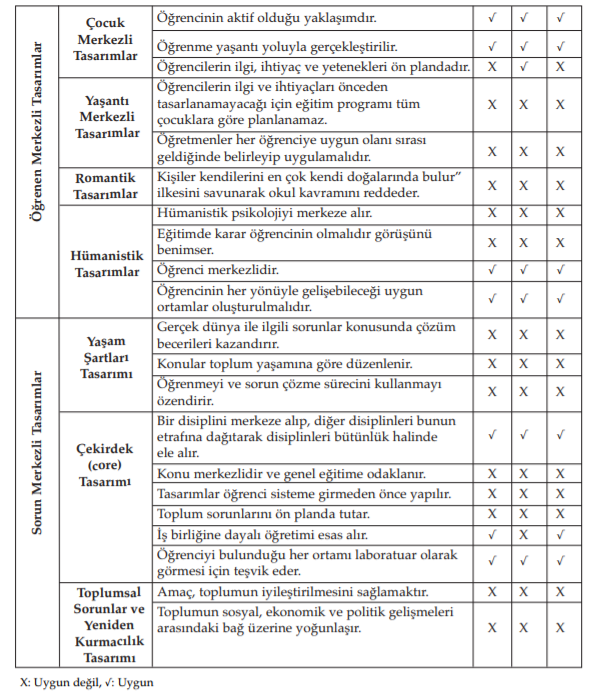 Öğrenen Merkezli Tasarımlar
Çocuk
Merkezli
Tasarımlar
Öğrencinin aktif olduğu yaklaşımdır. √ √ √
Öğrenme yaşantı yoluyla gerçekleştirilir. √ √ √
Öğrencilerin ilgi, ihtiyaç ve yetenekleri ön plandadır. X √ X
Yaşantı
Merkezli
Tasarımlar
Öğrencilerin ilgi ve ihtiyaçları önceden
tasarlanamayacağı için eğitim programı tüm
çocuklara göre planlanamaz.
X X X
Öğretmenler her öğrenciye uygun olanı sırası
geldiğinde belirleyip uygulamalıdır.
X X X
Romantik
Tasarımlar
Kişiler kendilerini en çok kendi doğalarında bulur”
ilkesini savunarak okul kavramını reddeder.
X X X
Hümanistik
Tasarımlar
Hümanistik psikolojiyi merkeze alır. X X X
Eğitimde karar öğrencinin olmalıdır görüşünü
benimser.
X X X
Öğrenci merkezlidir. √ √ √
Öğrencinin her yönüyle gelişebileceği uygun
ortamlar oluşturulmalıdır.
√ √ √
Sorun Merkezli Tasarımlar
Yaşam
Şartları
Tasarımı
Gerçek dünya ile ilgili sorunlar konusunda çözüm
becerileri kazandırır.
X X X
Konular toplum yaşamına göre düzenlenir. X X X
Öğrenmeyi ve sorun çözme sürecini kullanmayı
özendirir.
X X X
Çekirdek
(core)
Tasarımı
Bir disiplini merkeze alıp, diğer disiplinleri bunun
etrafına dağıtarak disiplinleri bütünlük halinde
ele alır.
√ √ √
Konu merkezlidir ve genel eğitime odaklanır. X X X
Tasarımlar öğrenci sisteme girmeden önce yapılır. X X X
Toplum sorunlarını ön planda tutar. X X X
İş birliğine dayalı öğretimi esas alır. √ X √
Öğrenciyi bulunduğu her ortamı laboratuar olarak
görmesi için teşvik eder.
√ √ √
Toplumsal
Sorunlar ve
Yeniden
Kurmacılık
Tasarımı
Amaç, toplumun iyileştirilmesini sağlamaktır. X X X
Toplumun sosyal, ekonomik ve politik gelişmeleri
arasındaki bağ üzerine yoğunlaşır.
X X X
X: Uygun değil, √: Uygun